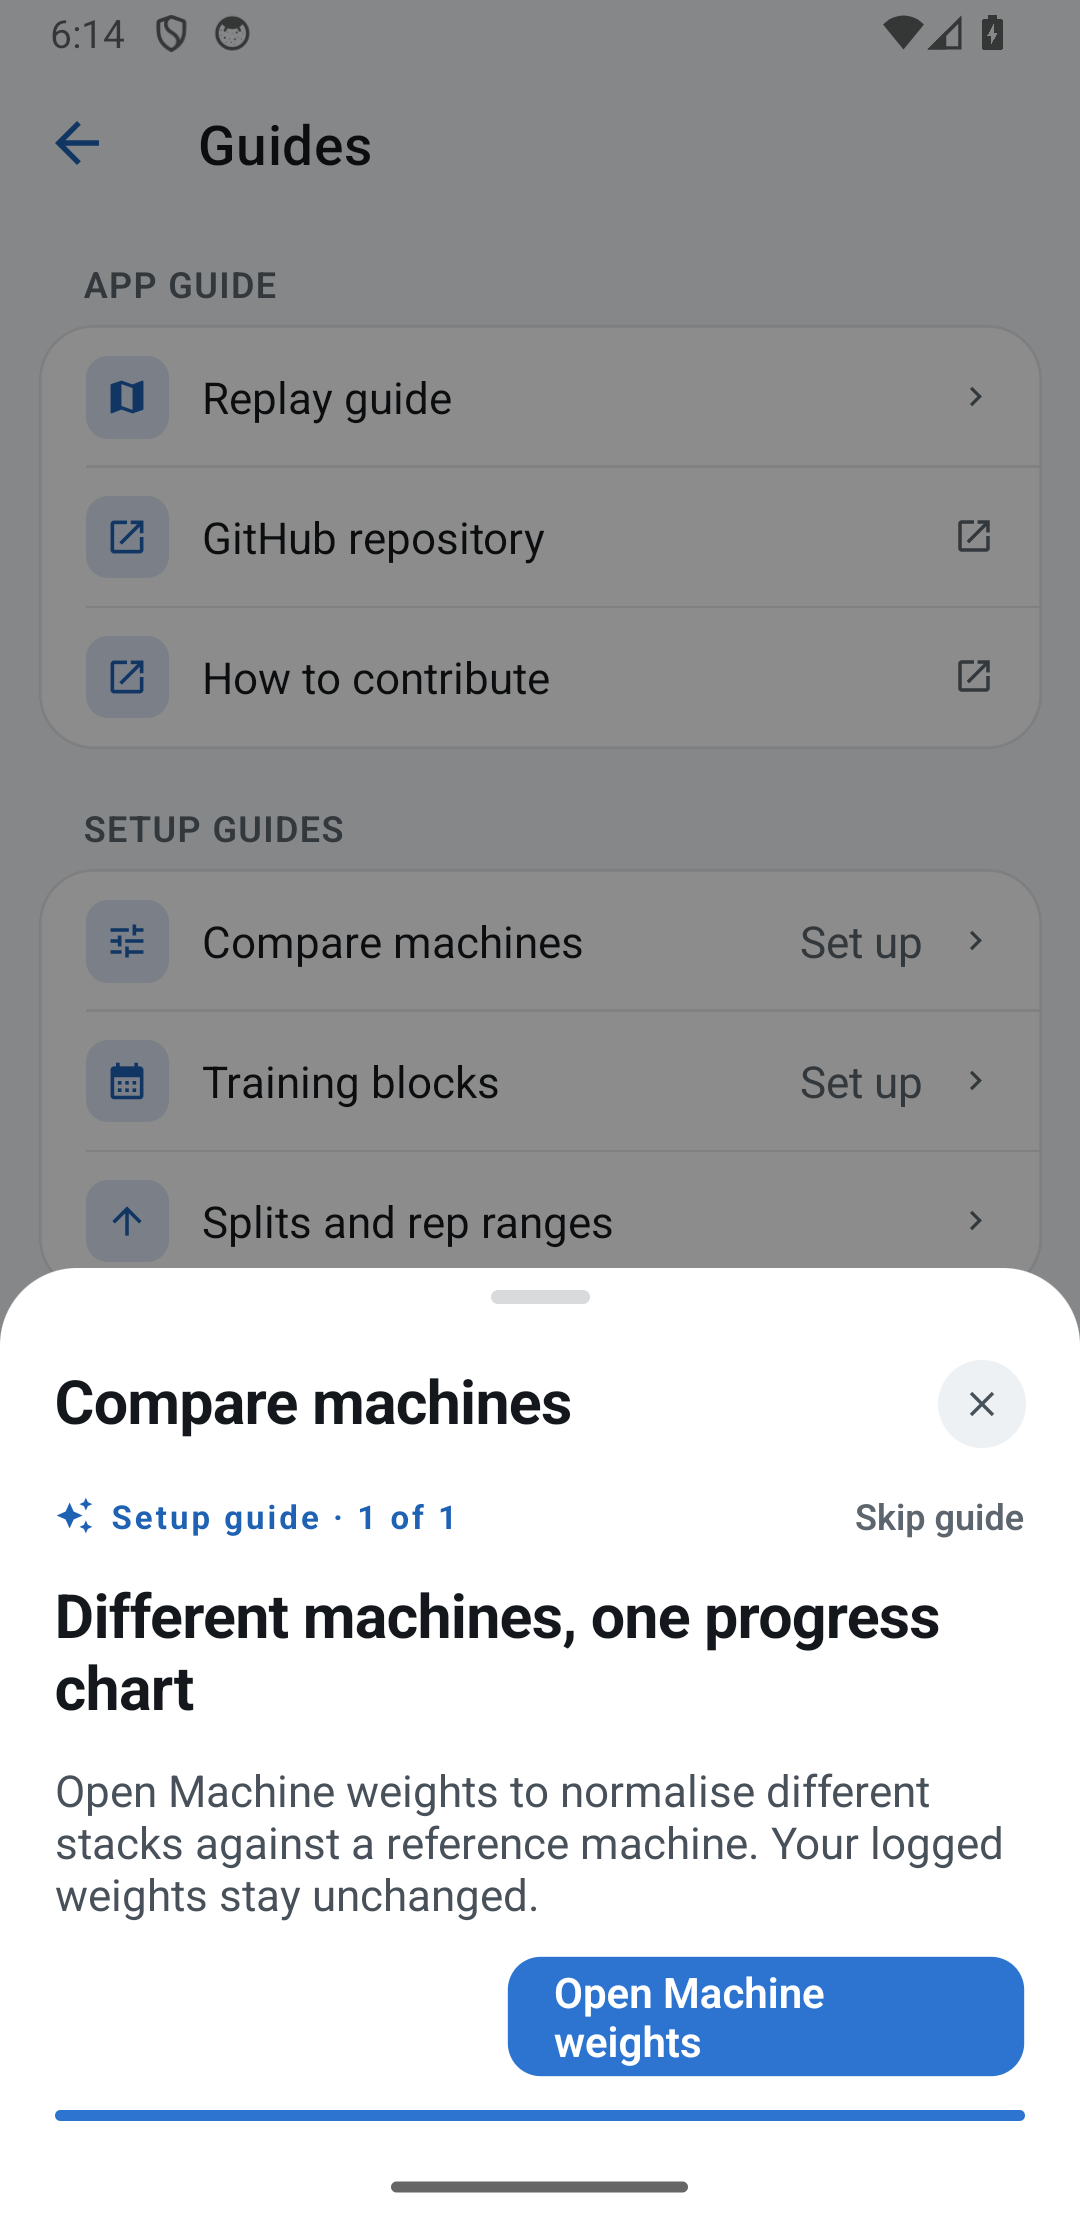 6:14
Guides
APP GUIDE
Replay guide
GitHub repository
How to contribute
SETUP GUIDES
Compare machines Set up
Training blocks Set up
Splits and rep ranges
Compare machines
Setup guide · 1 of 1 Skip guide
Different machines, one progress
chart
Open Machine weights to normalise different
stacks against a reference machine. Your logged
weights stay unchanged.
Open Machine
weights